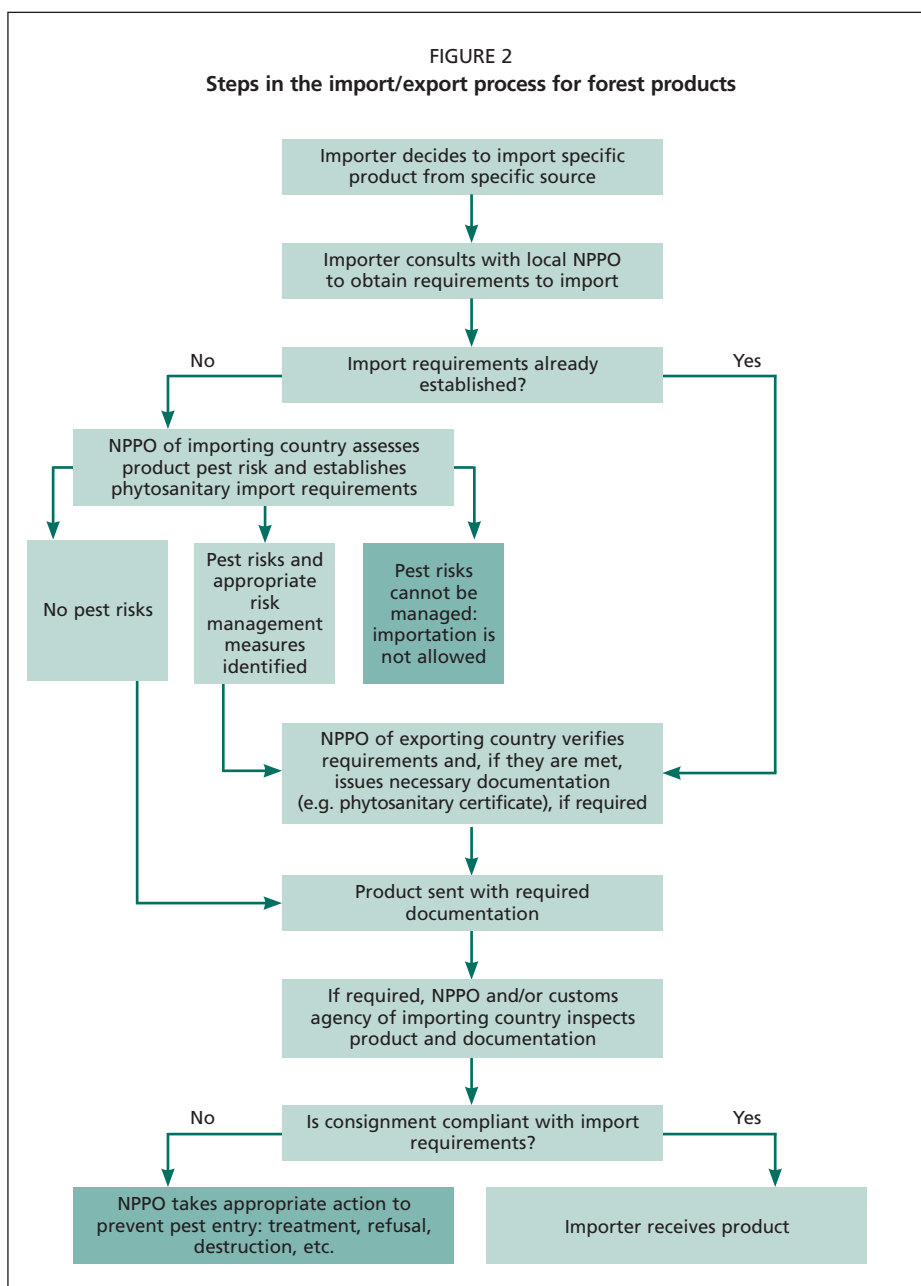 FIGURE 2
Steps in the import/export process for forest products
Importer decides to import specific
product from specific source
Importer consults with local NPPO
to obtain requirements to import
No
Import requirements already
established?
Yes
NPPO of importing country assesses
product pest risk and establishes
phytosanitary import requirements
No pest risks
Pest risks and
appropriate
risk
management
measures
identified
Pest risks
cannot be
managed:
importation is
not allowed
NPPO of exporting country verifies
requirements and, if they are met,
issues necessary documentation
(e.g. phytosanitary certificate), if required
Product sent with required
documentation
If required, NPPO and/or customs
agency of importing country inspects
product and documentation
No
Is consignment compliant with import
requirements?
Yes
NPPO takes appropriate action to
prevent pest entry: treatment, refusal,
destruction, etc.
Importer receives product